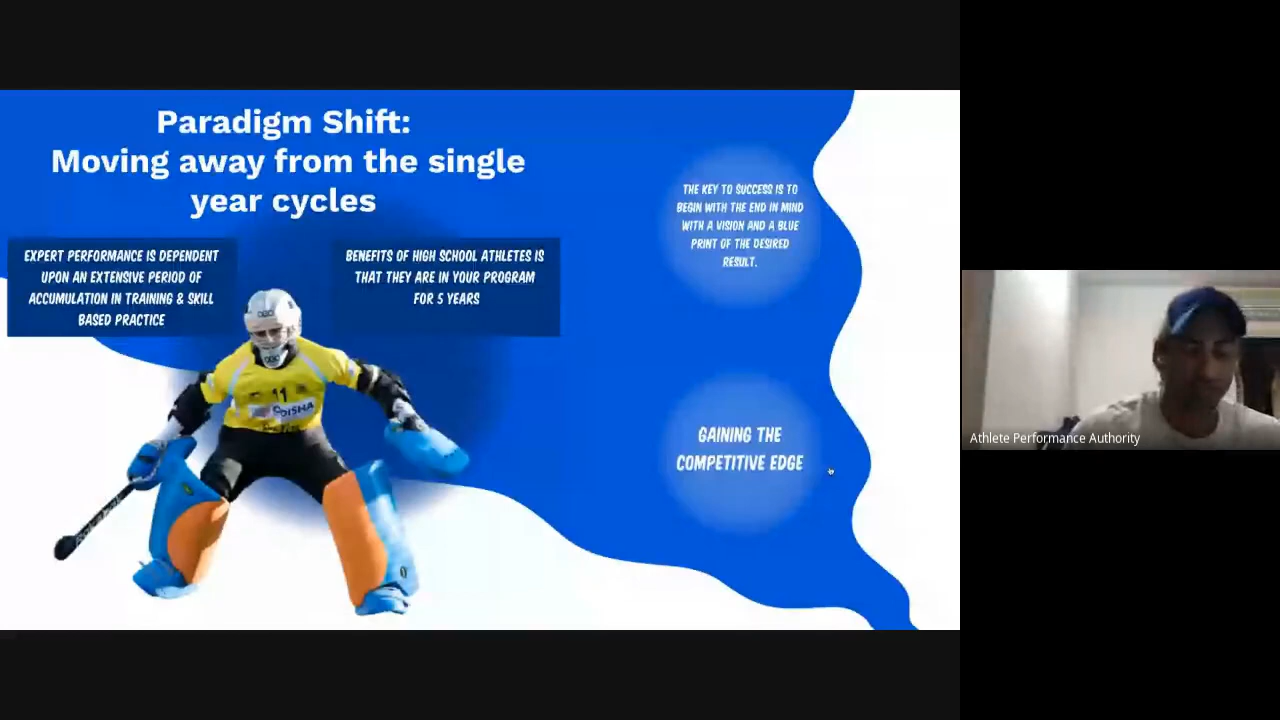 Paradigm Shift:
Moving away from the single
year cycles
EXPERT PERFORMANCE IS DEPENDENT
UPON AN EXTENSIVE PERIOD OF
ACCUMULATION IN TRAINING & SKILL
BASED PRACTICE
BENEFITS OF HIGH SCHOOL ATHLETES IS
THAT THEY ARE IN YOUR PROGRAM
FOR 5 YEARS
THE KEY TO SUCCESS IS TO
BEGIN WITH THE END IN MIND
WITH A VISION AND A BLUE
PRINT OF THE DESIRED
RESULT.
GAINING THE
COMPETITIVE EDGE
11
ODISHA
Athlete Performance Authority